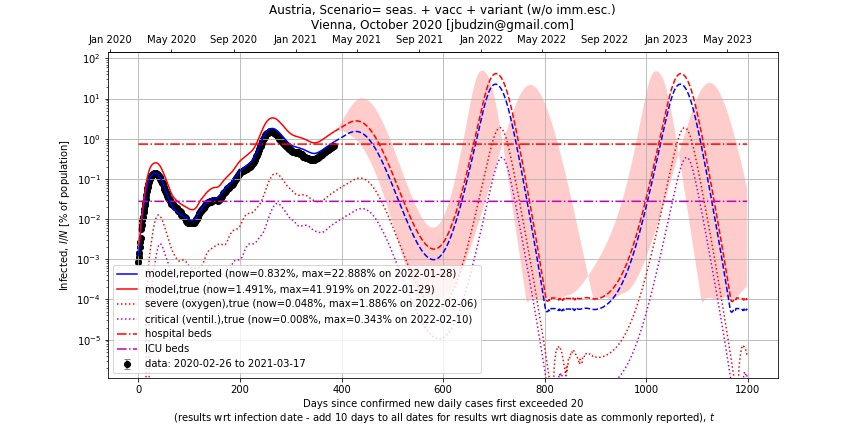 Austria, Scenario= seas. + vacc + variant (w/o imm.esc.)
Vienna, October 2020 [jbudzin@gmail.com]
Jan 2020 May 2020 Sep 2020 Jan 2021 May 2021 Sep 2021 Jan 2022 May 2022 Sep 2022 Jan 2023 May 2023
10²
10¹
10⁰
10⁻¹
10⁻²
10⁻³
10⁻⁴
10⁻⁵
Infected, I/N [% of population]
model,reported (now=0.832%, max=22.888% on 2022-01-28)
model,true (now=1.491%, max=41.919% on 2022-01-29)
severe (oxygen),true (now=0.048%, max=1.886% on 2022-02-06)
critical (ventil.),true (now=0.008%, max=0.343% on 2022-02-10)
hospital beds
ICU beds
data: 2020-02-26 to 2021-03-17
0 200 400 600 800 1000 1200
Days since confirmed new daily cases first exceeded 20
(results wrt infection date - add 10 days to all dates for results wrt diagnosis date as commonly reported), t